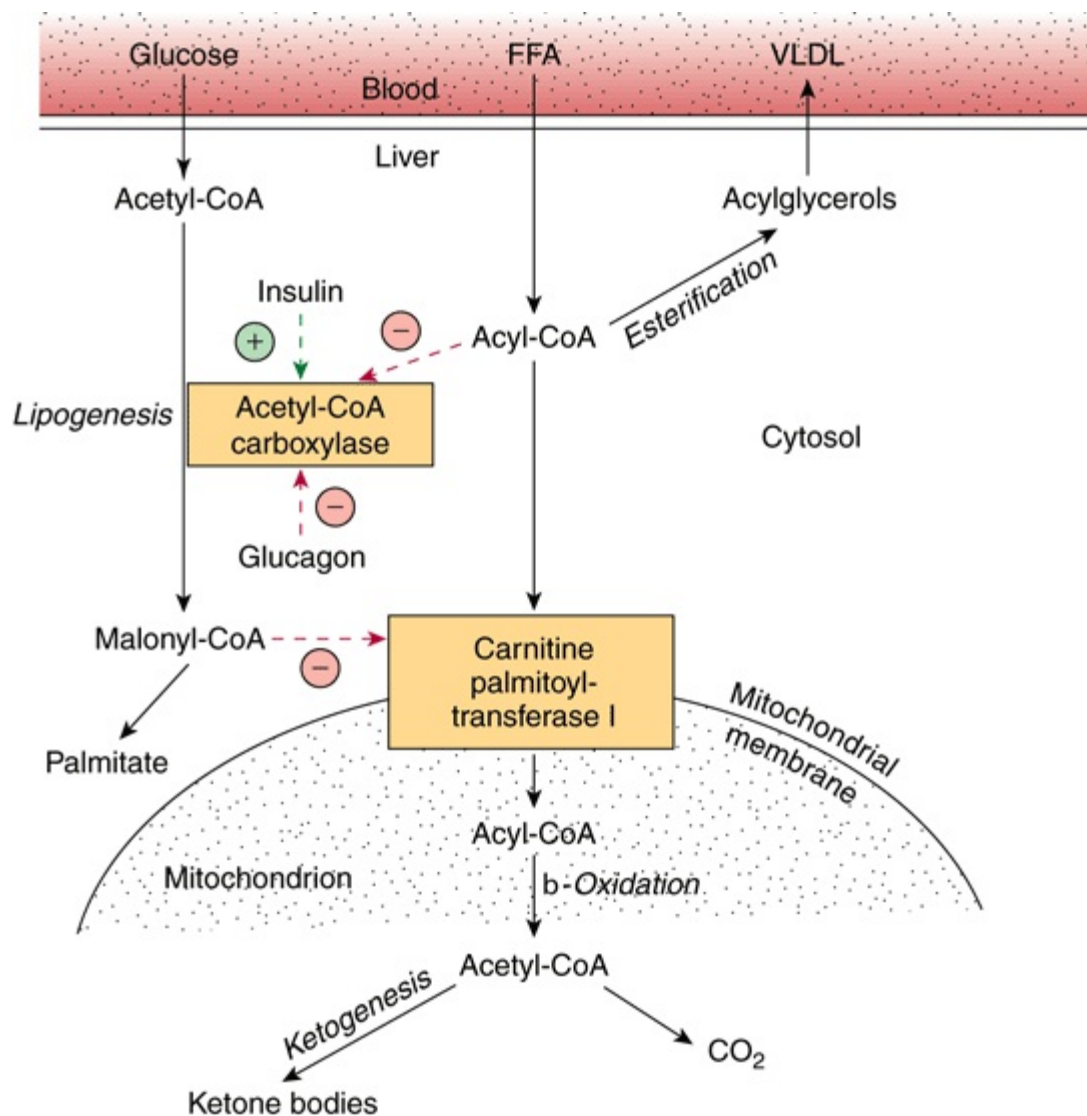 Glucose
FFA
VLDL
Blood
Liver
Acetyl-CoA
Acylglycerols
Insulin
Esterification
+
−
Acyl-CoA
Lipogenesis
Acetyl-CoA
carboxylase
Cytosol
−
Glucagon
Malonyl-CoA
−
Carnitine
palmitoyl-
transferase I
Mitochondrial
membrane
Palmitate
Acyl-CoA
Mitochondrion
b-Oxidation
Acetyl-CoA
Ketogenesis
CO₂
Ketone bodies